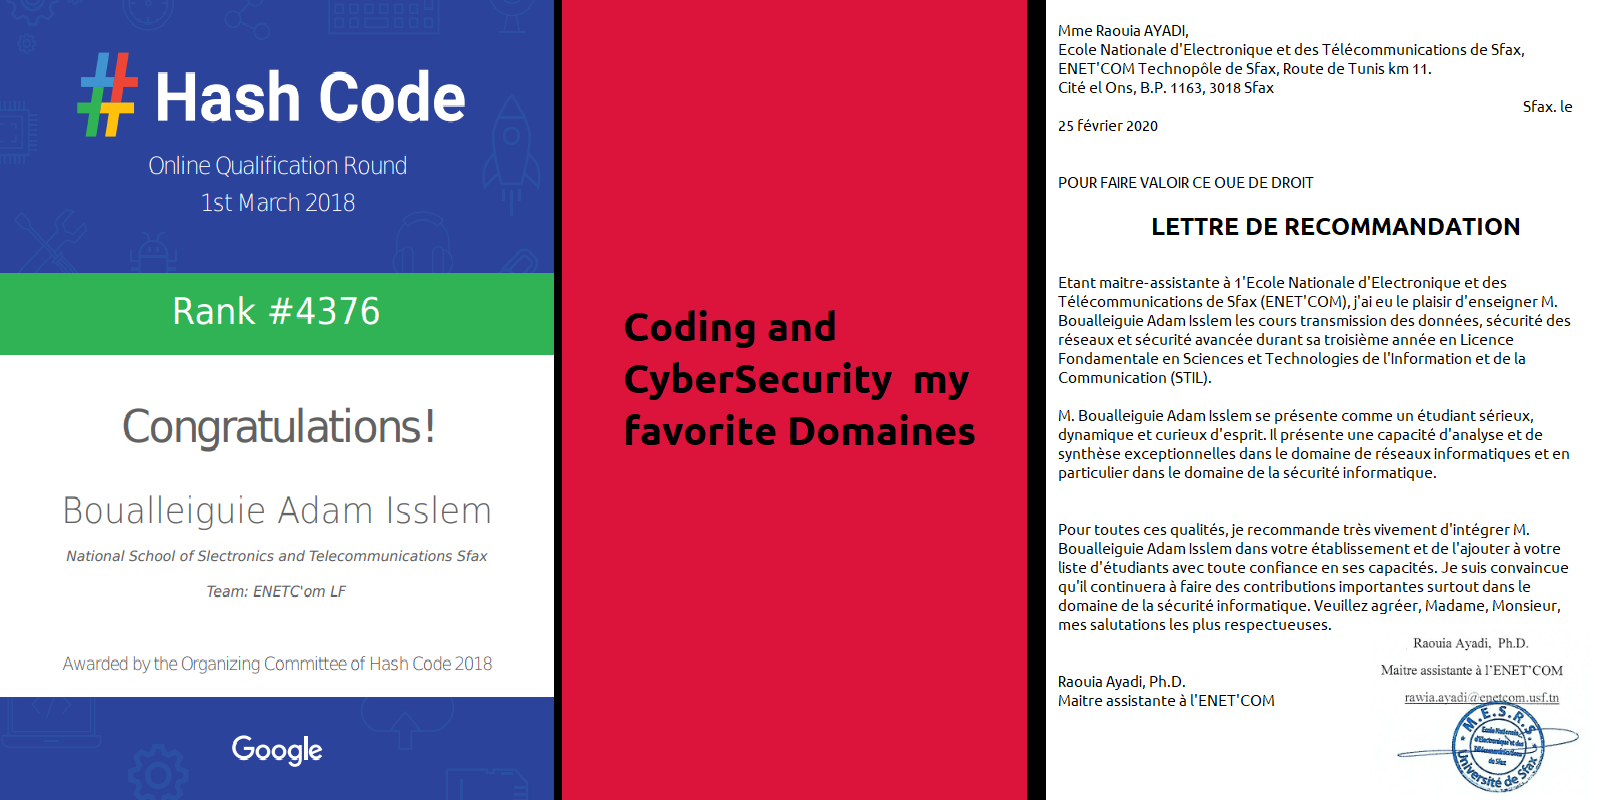 # Hash Code
Online Qualification Round
1st March 2018
Rank #4376
Congratulations!
Boualleiguie Adam Isslem
National School of Slectronics and Telecommunications Sfax
Team: ENETC'om LF
Awarded by the Organizing Committee of Hash Code 2018
Google
Coding and
CyberSecurity my
favorite Domaines
Mme Raouia AYADI,
Ecole Nationale d'Electronique et des Télécommunications de Sfax,
ENET'COM Technopôle de Sfax, Route de Tunis km 11.
Cité el Ons, B.P. 1163, 3018 Sfax
Sfax. le
25 février 2020
POUR FAIRE VALOIR CE OUE DE DROIT
LETTRE DE RECOMMANDATION
Etant maitre-assistante à 1'Ecole Nationale d'Electronique et des
Télécommunications de Sfax (ENET'COM), j'ai eu le plaisir d'enseigner M.
Boualleiguie Adam Isslem les cours transmission des données, sécurité des
réseaux et sécurité avancée durant sa troisième année en Licence
Fondamentale en Sciences et Technologies de l'Information et de la
Communication (STIL).
M. Boualleiguie Adam Isslem se présente comme un étudiant sérieux,
dynamique et curieux d'esprit. Il présente une capacité d'analyse et de
synthèse exceptionnelles dans le domaine de réseaux informatiques et en
particulier dans le domaine de la sécurité informatique.
Pour toutes ces qualités, je recommande très vivement d'intégrer M.
Boualleiguie Adam Isslem dans votre établissement et de l'ajouter à votre
liste d'étudiants avec toute confiance en ses capacités. Je suis convaincue
qu'il continuera à faire des contributions importantes surtout dans le
domaine de la sécurité informatique. Veuillez agréer, Madame, Monsieur,
mes salutations les plus respectueuses.
Raouia Ayadi, Ph.D.
Maitre assistante à l'ENET'COM
rawia.ayadi@enetcom.usf.tn
Raouia Ayadi, Ph.D.
Maitre assistante à l'ENET'COM
M.E.S.R.S
Ecole Nationale
d'Electronique et des
Télécommunications
de Sfax
Université de Sfax